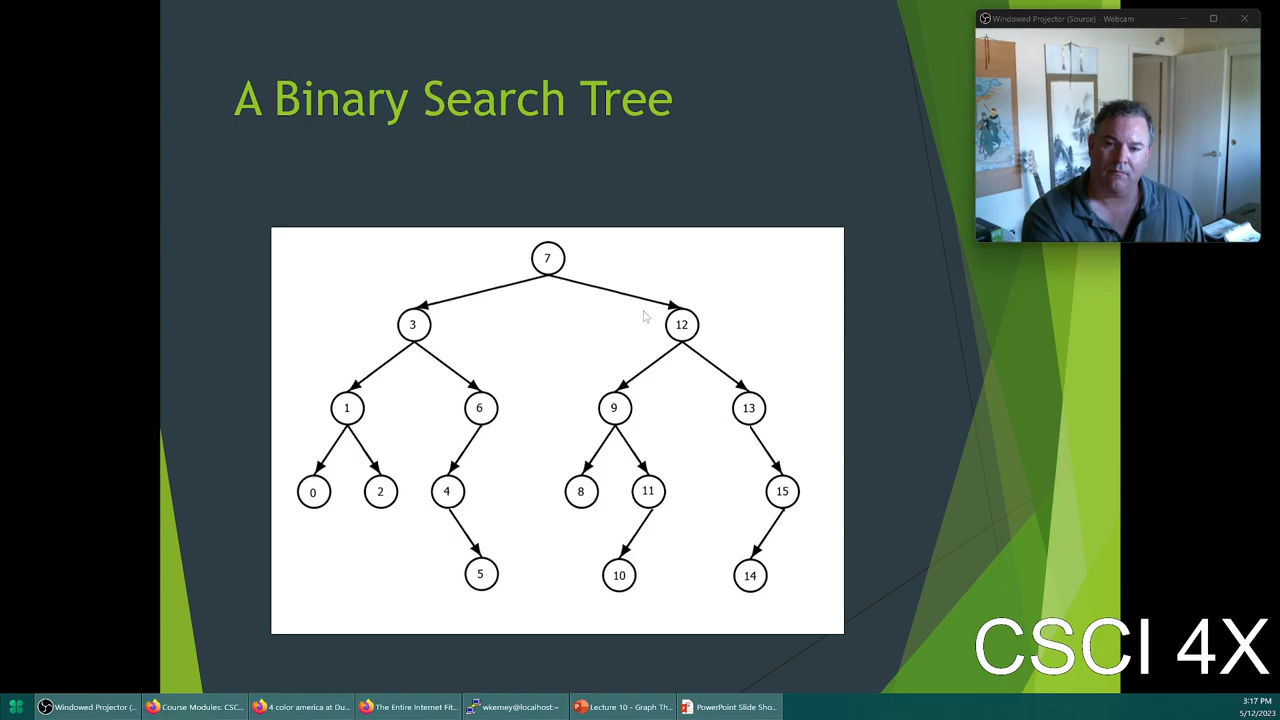 Windowed Projector (Source) - Webcam
A Binary Search Tree
7
3
12
1
6
9
13
0
2
4
8
11
15
5
10
14
CSCI 4X
Windowed Projector (...
Course Modules: CSC...
4 color america at Du...
The Entire Internet Fit...
wkerney@localhost:~
Lecture 10 - Graph Th...
PowerPoint Slide Sho...
3:17 PM
5/12/2023